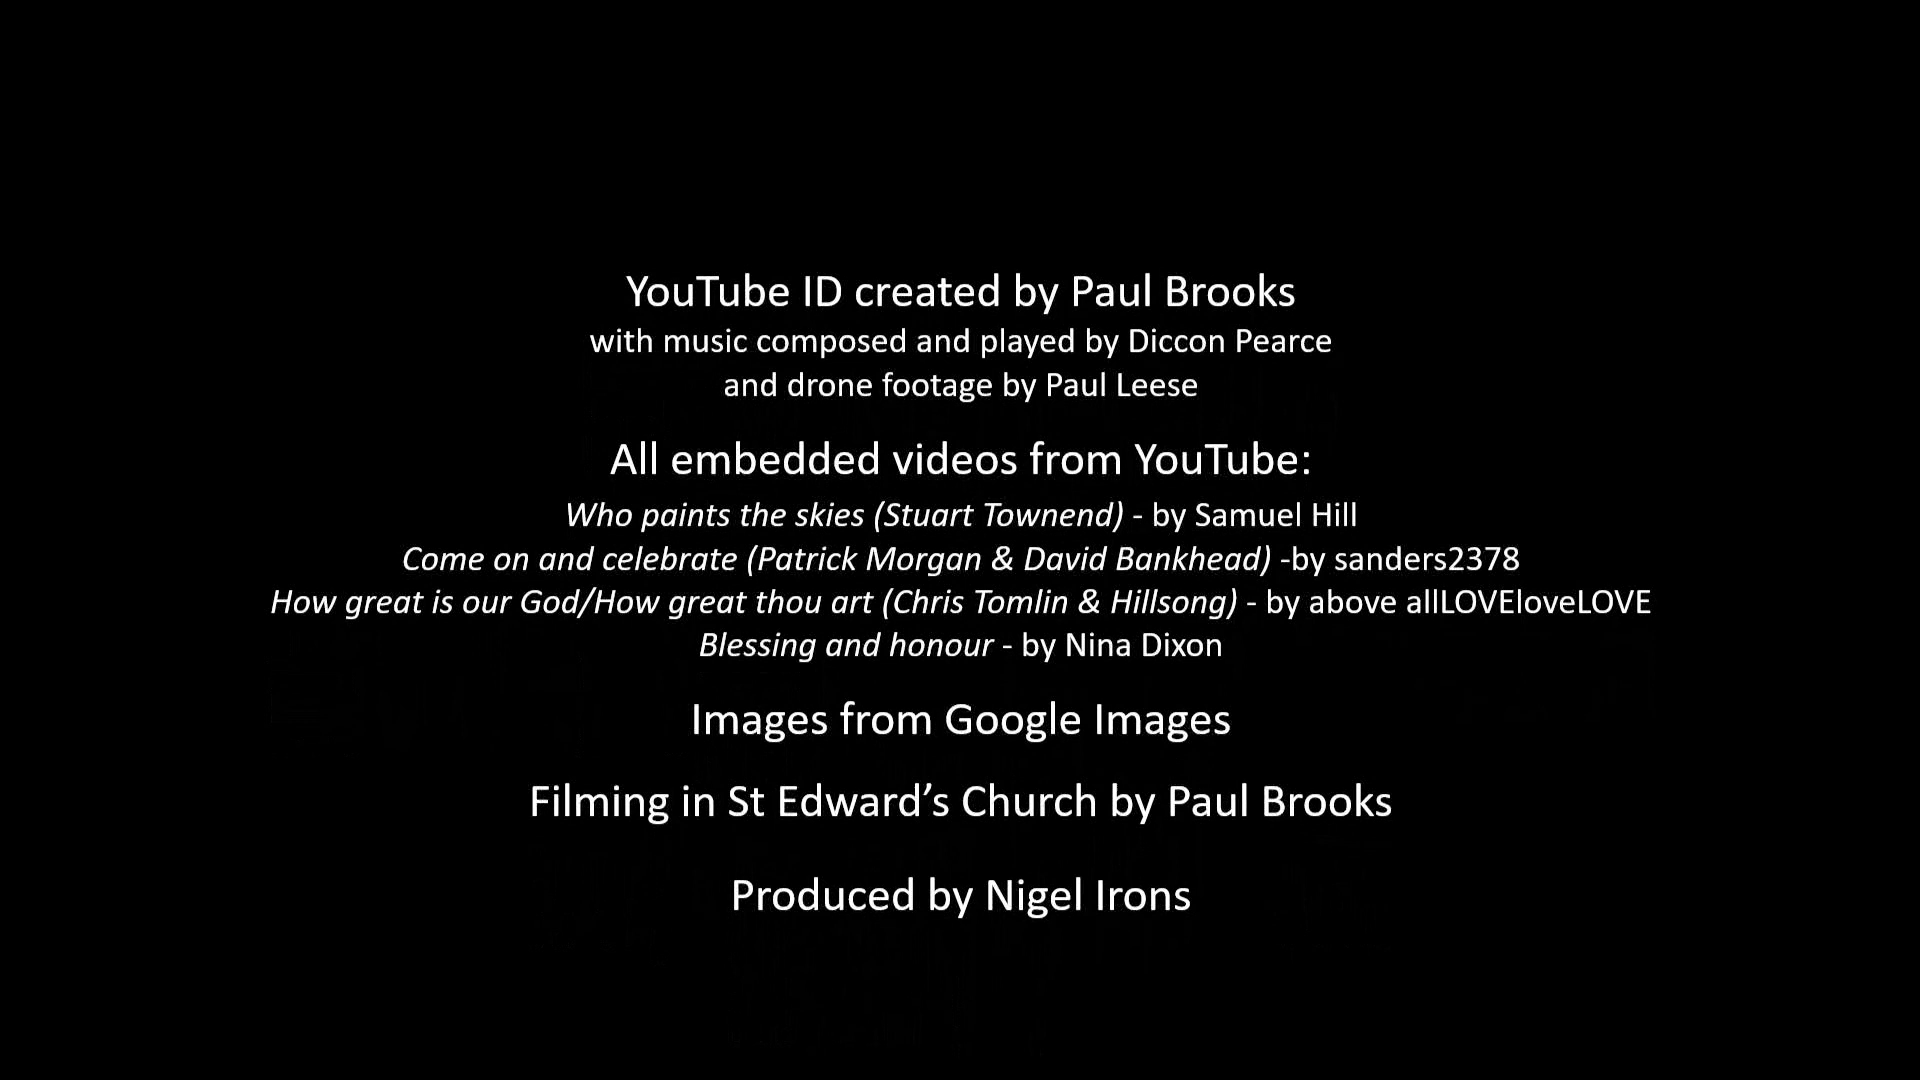 YouTube ID created by Paul Brooks
with music composed and played by Diccon Pearce
and drone footage by Paul Leese
All embedded videos from YouTube:
Who paints the skies (Stuart Townend) - by Samuel Hill
Come on and celebrate (Patrick Morgan & David Bankhead) -by sanders2378
How great is our God/How great thou art (Chris Tomlin & Hillsong) - by above allLOVEloveLOVE
Blessing and honour - by Nina Dixon
Images from Google Images
Filming in St Edward’s Church by Paul Brooks
Produced by Nigel Irons